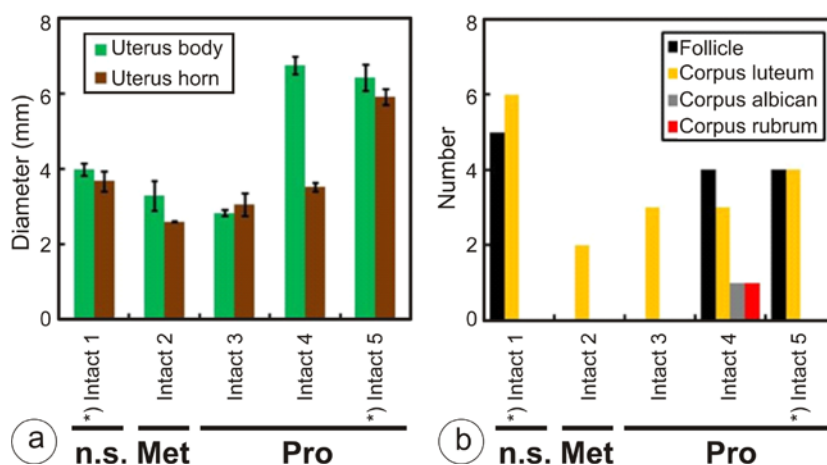 8
6
4
2
0
Diameter (mm)
Uterus body
Uterus horn
*) Intact 1
Intact 2
Intact 3
Intact 4
*) Intact 5
n.s. Met Pro
a
8
6
4
2
0
Number
Follicle
Corpus luteum
Corpus albican
Corpus rubrum
*) Intact 1
Intact 2
Intact 3
Intact 4
*) Intact 5
n.s. Met Pro
b